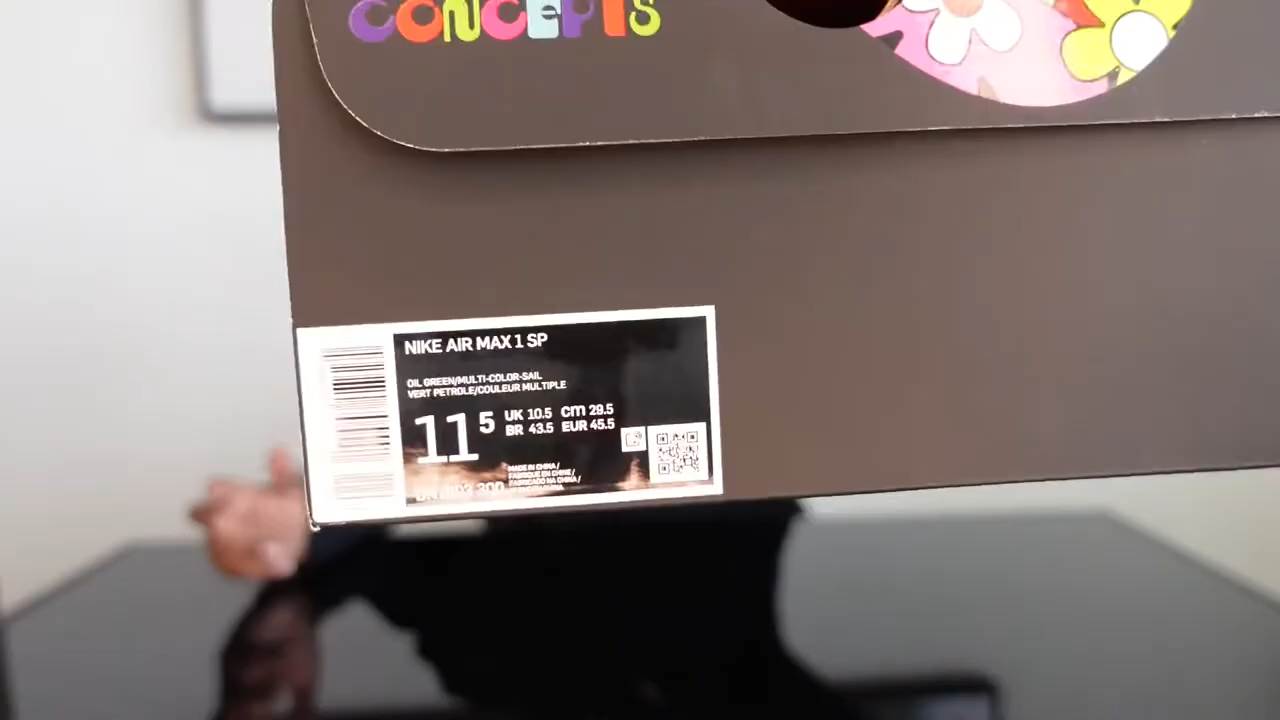 CONCEPTS
NIKE AIR MAX 1 SP
OIL GREEN/MULTI-COLOR-SAIL
VERT PETROLE/COULEUR MULTIPLE
11 5
UK 10.5 cm 29.5
BR 43.5 EUR 45.5
MADE IN CHINA /
FABRIQUE EN CHINE /
FABRICADO NA CHINA /